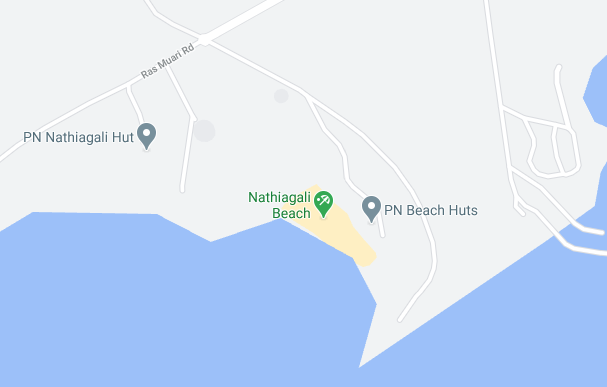 Ras Muari Rd
PN Nathiagali Hut
Nathiagali
Beach
PN Beach Huts